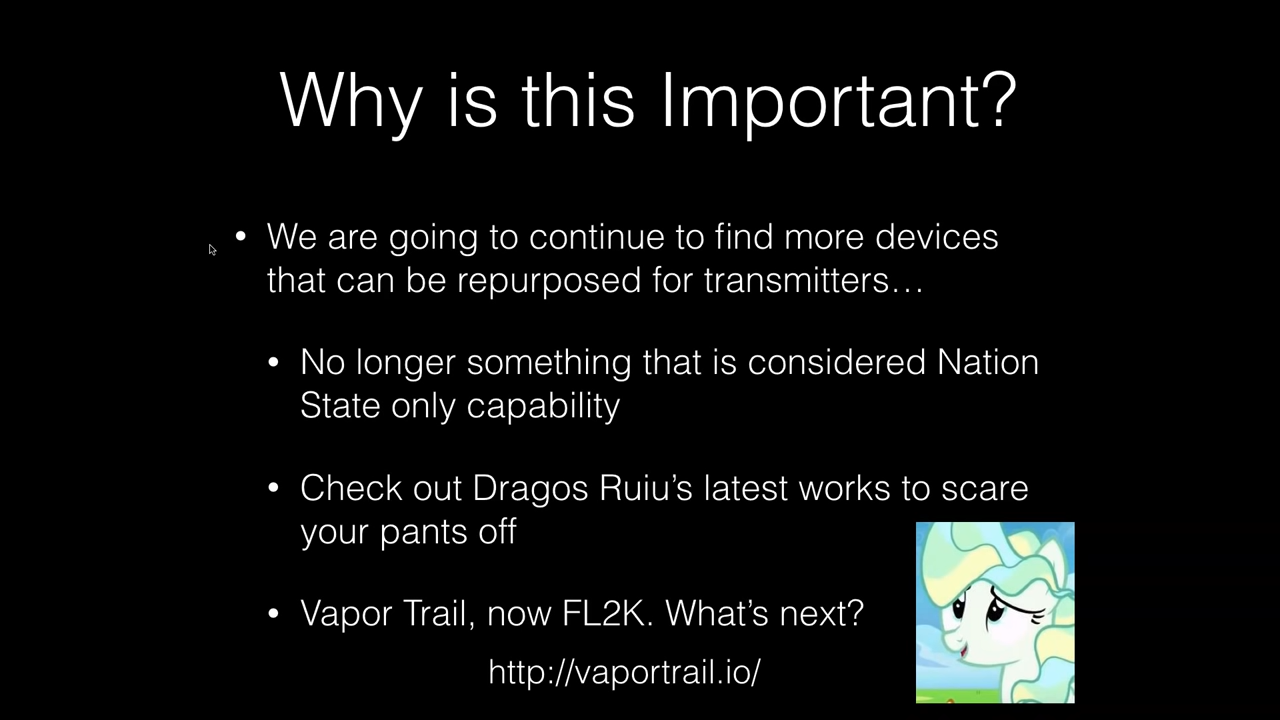 Why is this Important?
• We are going to continue to find more devices
that can be repurposed for transmitters…
• No longer something that is considered Nation
State only capability
• Check out Dragos Ruiu’s latest works to scare
your pants off
• Vapor Trail, now FL2K. What’s next?
http://vaportrail.io/